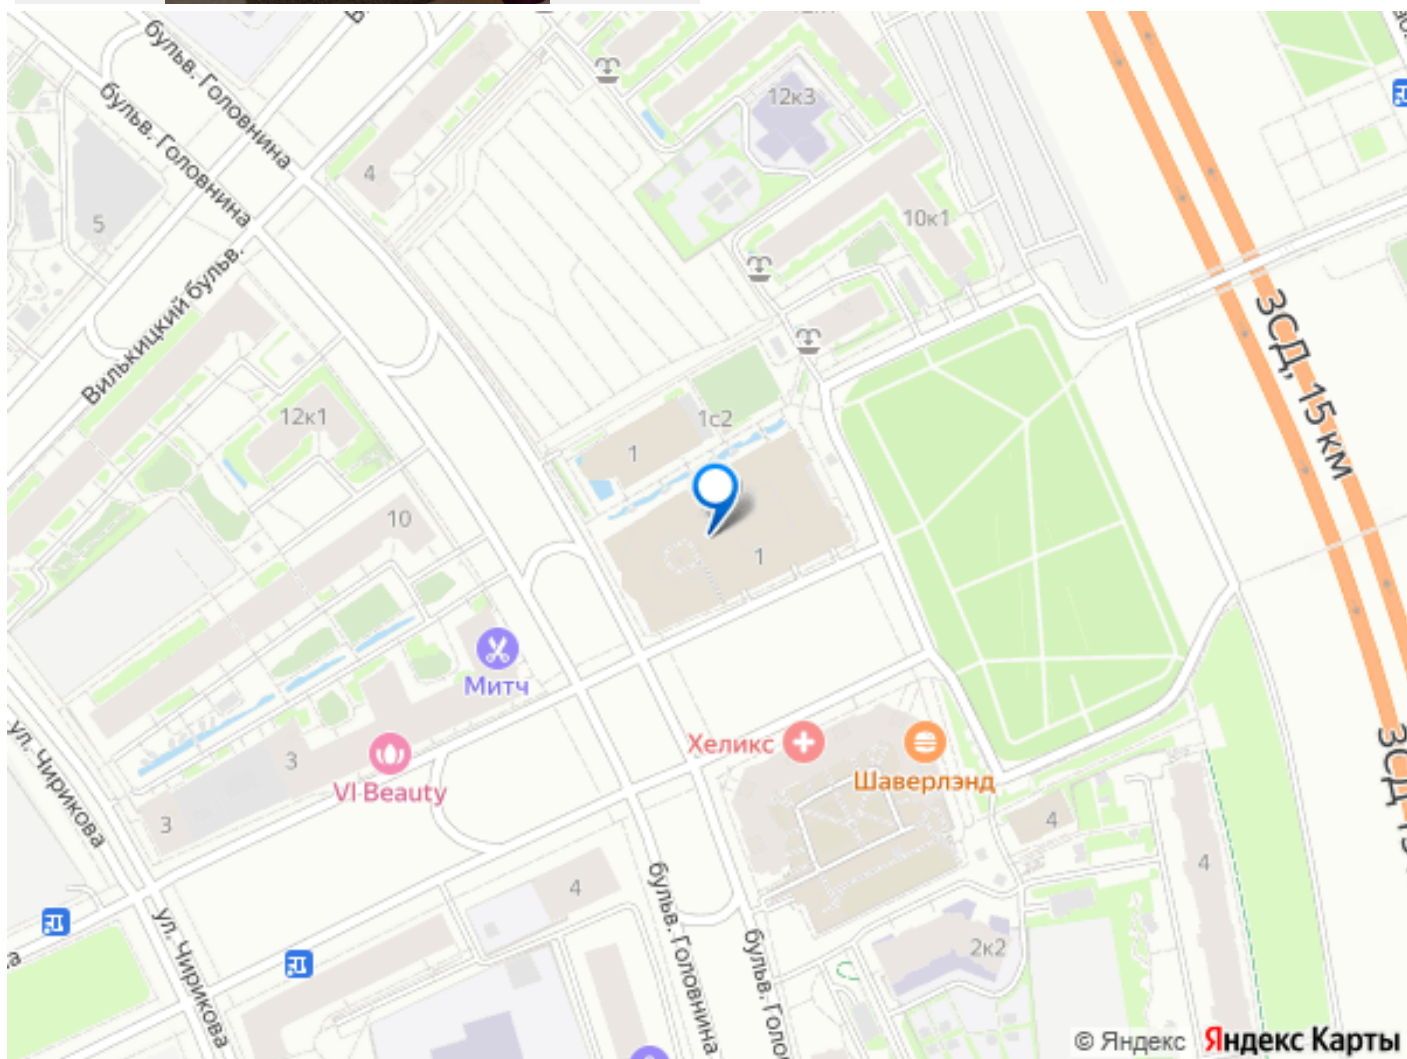 12к3
бульв. Головнина
бульв. Головнина
4
5
10к1
Вилькицкий бульв.
ЗСД, 15 км
12к1
1с2
1
10
1
Митч
Хеликс
Шаверлэнд
VI Beauty
3
3
4
4
4
ул. Чирикова
ул. Чирикова
бульв. Головнина
бульв. Голо
2к2
ЗСД
© Яндекс
Яндекс Карты